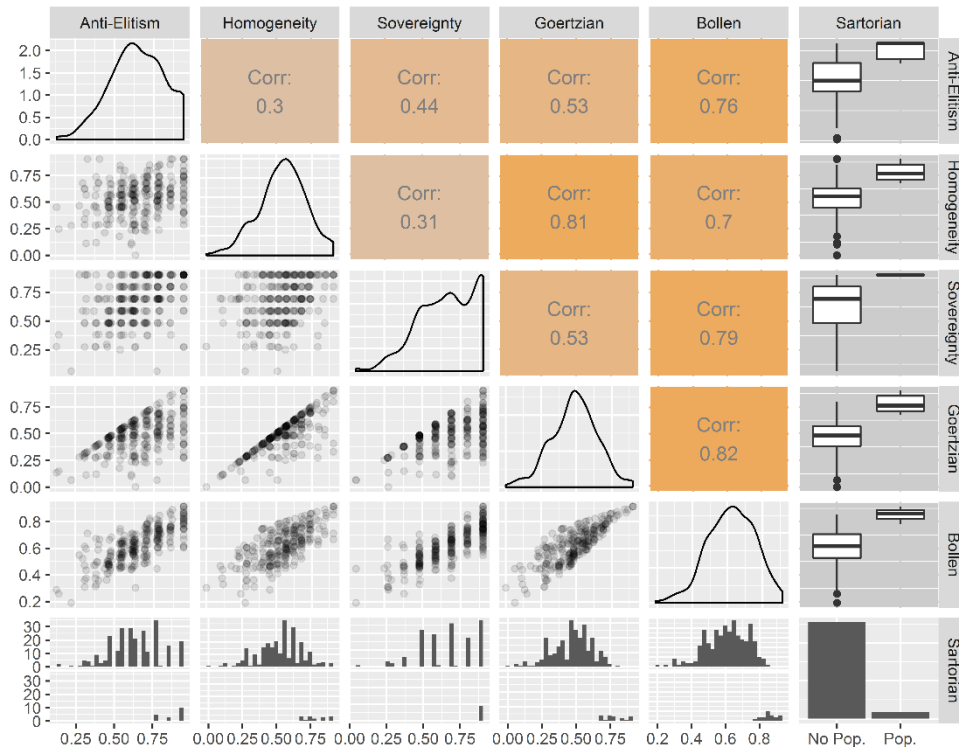 Anti-Elitism Homogeneity Sovereignty Goertzian Bollen Sartorian
2.0
1.5
1.0
0.5
0.0
Corr:
0.3
Corr:
0.44
Corr:
0.53
Corr:
0.76
Anti-Elitism
0.75
0.50
0.25
0.00
Corr:
0.31
Corr:
0.81
Corr:
0.7
Homogeneity
0.75
0.50
0.25
Corr:
0.53
Corr:
0.79
Sovereignty
0.75
0.50
0.25
0.00
Corr:
0.82
Goertzian
0.8
0.6
0.4
0.2
Bollen
30
20
10
0
30
20
10
0
Sartorian
0.25 0.50 0.75 0.00 0.25 0.50 0.75 0.25 0.50 0.75 0.00 0.25 0.50 0.75 0.2 0.4 0.6 0.8 No Pop. Pop.